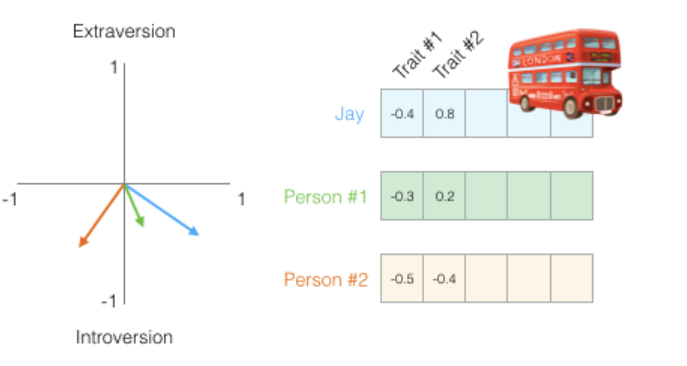 Extraversion
1
-1
1
-1
Introversion
Trait #1
Trait #2
LONDON
Jay
-0.4
0.8
Person #1
-0.3
0.2
Person #2
-0.5
-0.4